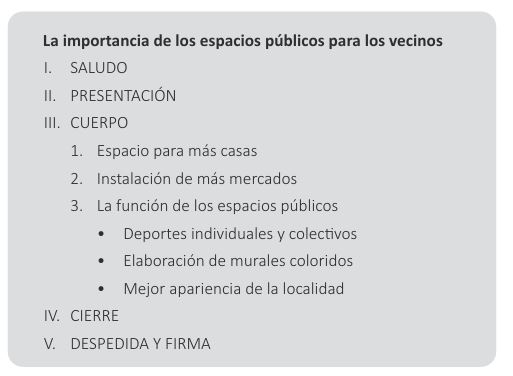 La importancia de los espacios públicos para los vecinos
I. SALUDO
II. PRESENTACIÓN
III. CUERPO
1. Espacio para más casas
2. Instalación de más mercados
3. La función de los espacios públicos
• Deportes individuales y colectivos
• Elaboración de murales coloridos
• Mejor apariencia de la localidad
IV. CIERRE
V. DESPEDIDA Y FIRMA